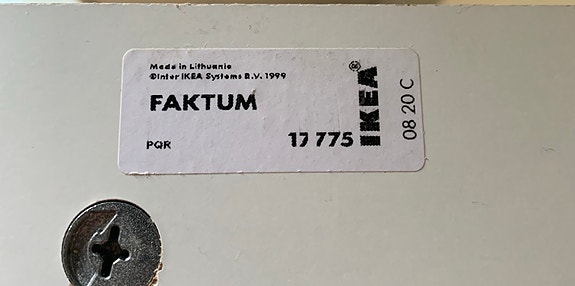 Made in Lithuania
©Inter IKEA Systems B.V. 1999
FAKTUM
PQR
17 775
IKEA
®
08 20 C